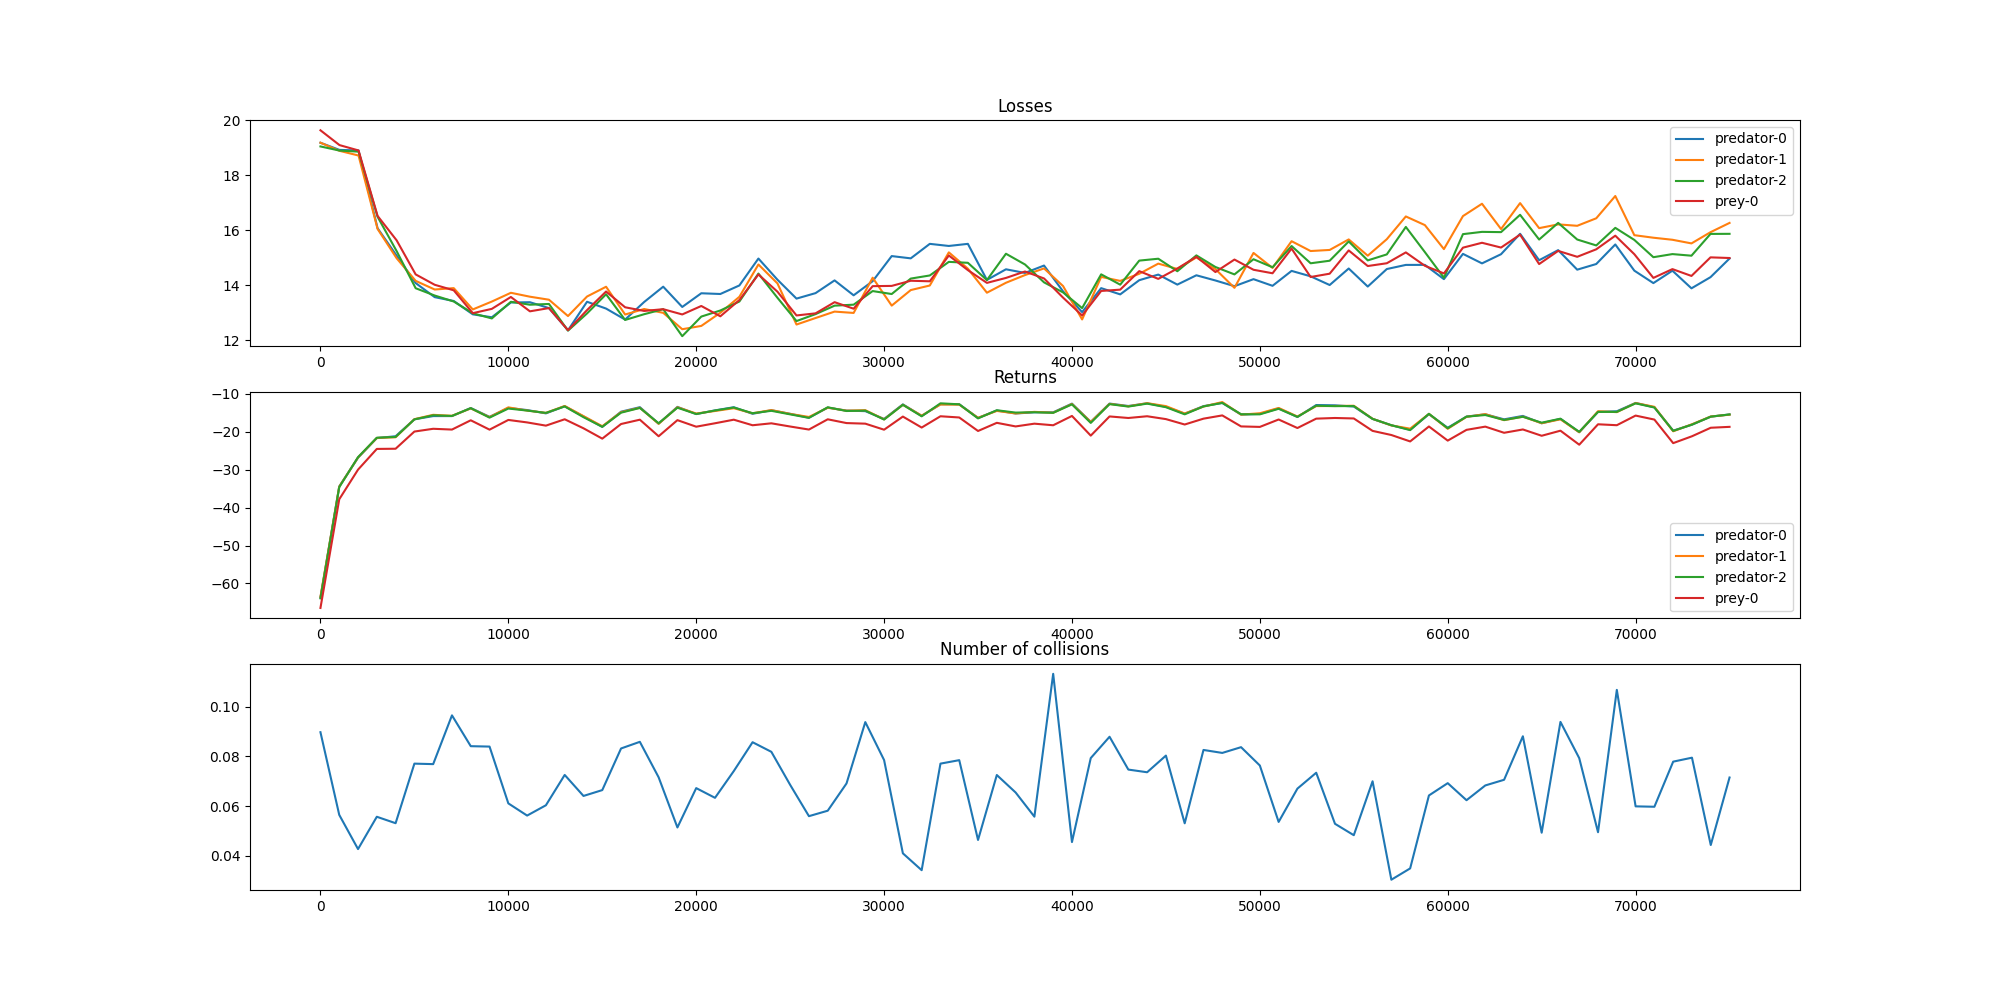 Losses
20
18
16
14
12
predator-0
predator-1
predator-2
prey-0
0 10000 20000 30000 40000 50000 60000 70000
Returns
−10
−20
−30
−40
−50
−60
predator-0
predator-1
predator-2
prey-0
0 10000 20000 30000 40000 50000 60000 70000
Number of collisions
0.10
0.08
0.06
0.04
0 10000 20000 30000 40000 50000 60000 70000